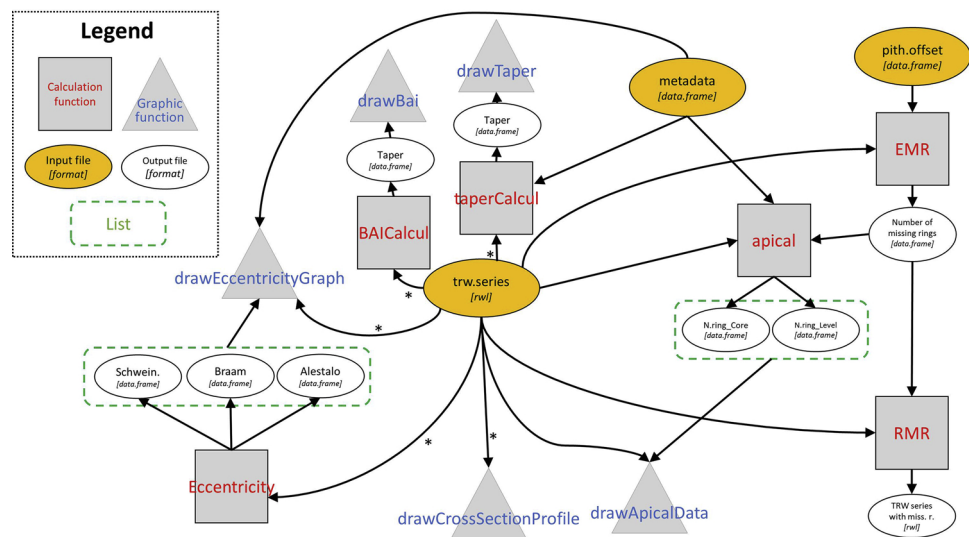 Legend
Calculation
function
Graphic
function
Input file
[format]
Output file
[format]
List
drawTaper
drawBai
Taper
[data.frame]
Taper
[data.frame]
metadata
[data.frame]
pith.offset
[data.frame]
EMR
taperCalcul
BAICalcul
apical
Number of
missing rings
[data.frame]
drawEccentricityGraph
*
*
trw.series
[rwl]
*
N.ring_Core
[data.frame]
N.ring_Level
[data.frame]
Schwein.
[data.frame]
Braam
[data.frame]
Alestalo
[data.frame]
*
*
RMR
Eccentricity
drawCrossSectionProfile
drawApicalData
TRW series
with miss. r.
[rwl]